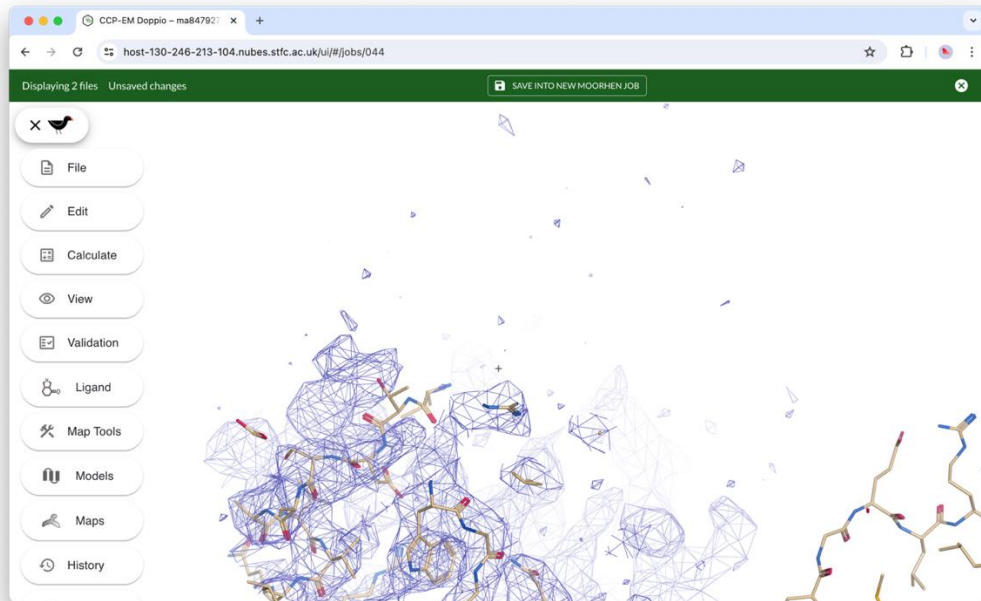 CCP-EM Doppio – ma847927
host-130-246-213-104.nubes.stfc.ac.uk/ui/#/jobs/044
Displaying 2 files Unsaved changes SAVE INTO NEW MOORHEN JOB
File
Edit
Calculate
View
Validation
Ligand
Map Tools
Models
Maps
History